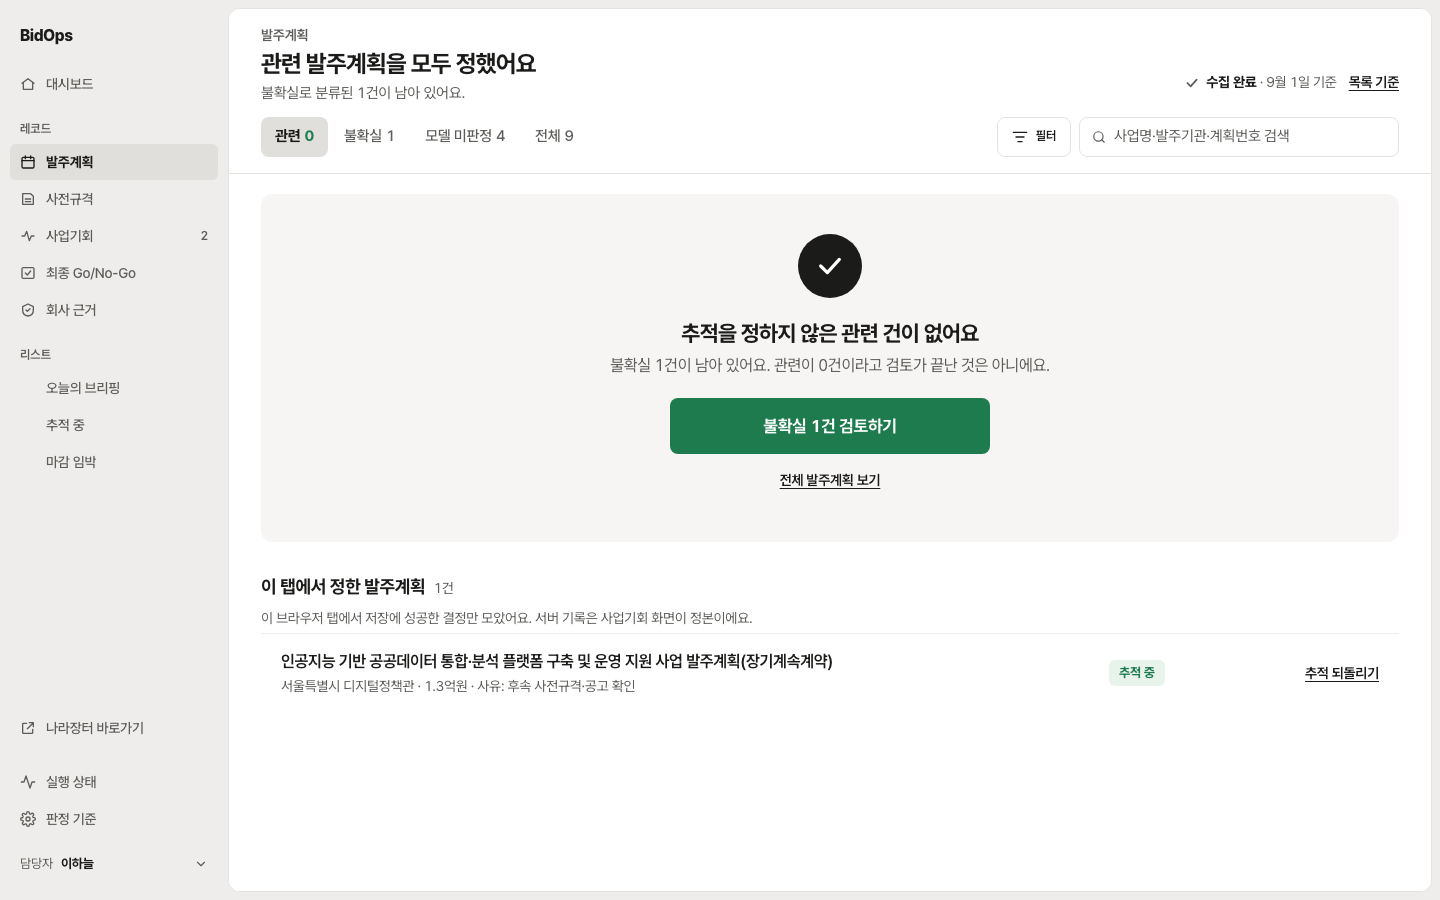 BidOps
대시보드
레코드
발주계획
사전규격
사업기회 2
최종 Go/No-Go
회사 근거
리스트
오늘의 브리핑
추적 중
마감 임박
나라장터 바로가기
실행 상태
판정 기준
담당자 이하늘
발주계획
관련 발주계획을 모두 정했어요
불확실로 분류된 1건이 남아 있어요.
수집 완료 · 9월 1일 기준 목록 기준
관련 0 불확실 1 모델 미판정 4 전체 9
필터 사업명·발주기관·계획번호 검색
추적을 정하지 않은 관련 건이 없어요
불확실 1건이 남아 있어요. 관련이 0건이라고 검토가 끝난 것은 아니에요.
불확실 1건 검토하기
전체 발주계획 보기
이 탭에서 정한 발주계획 1건
이 브라우저 탭에서 저장에 성공한 결정만 모았어요. 서버 기록은 사업기회 화면이 정본이에요.
인공지능 기반 공공데이터 통합·분석 플랫폼 구축 및 운영 지원 사업 발주계획(장기계속계약)
서울특별시 디지털정책관 · 1.3억원 · 사유: 후속 사전규격·공고 확인
추적 중
추적 되돌리기